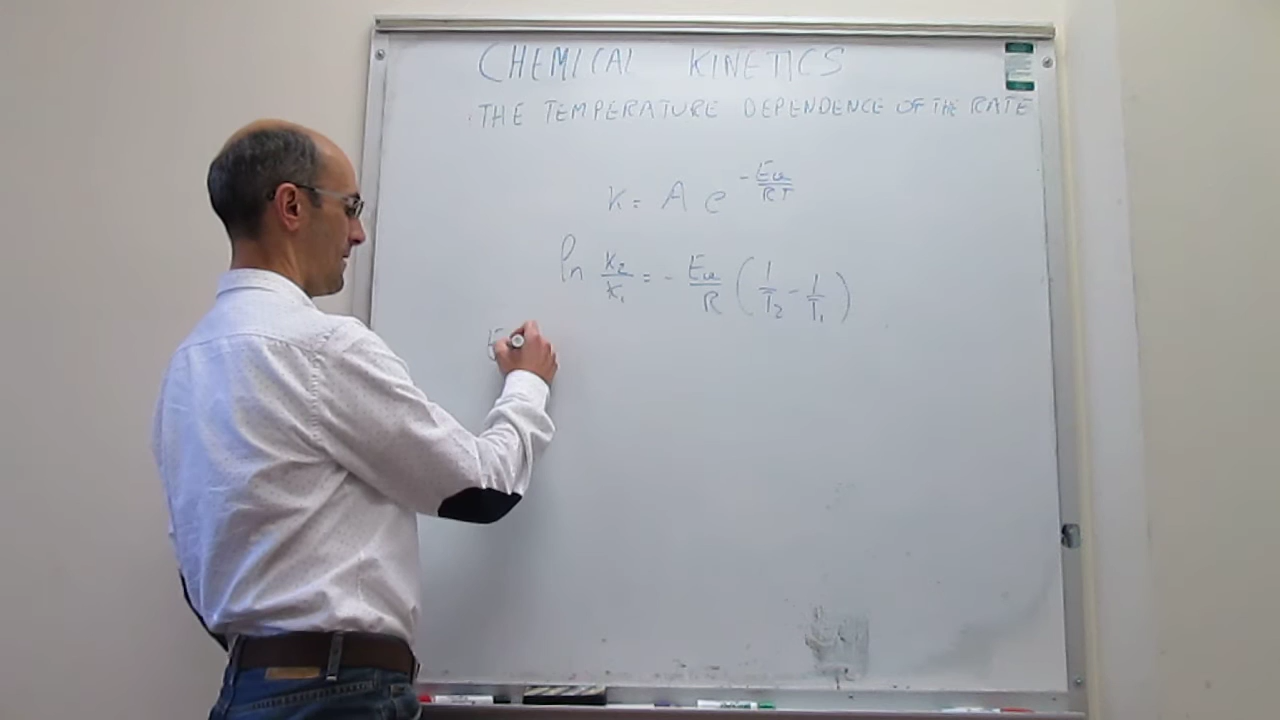 CHEMICAL KINETICS
THE TEMPERATURE DEPENDENCE OF THE RATE
k = A e^(-Ea/RT)
ln k2/k1 = - Ea/R (1/T2 - 1/T1)
E